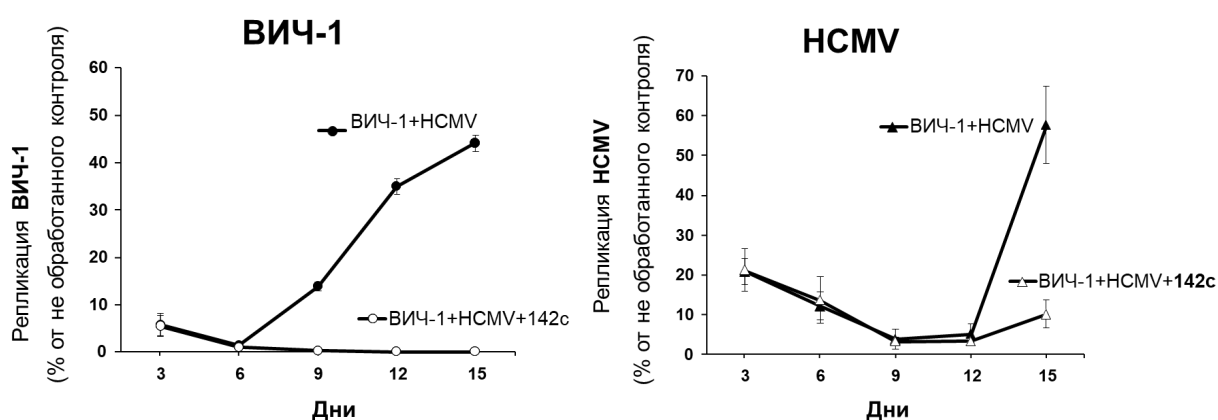 ВИЧ-1
Репликация ВИЧ-1
(% от не обработанного контроля)
60
50
40
30
20
10
0
ВИЧ-1+HCMV
ВИЧ-1+HCMV+142c
3 6 9 12 15
Дни
HCMV
Репликация HCMV
(% от не обработанного контроля)
70
60
50
40
30
20
10
0
ВИЧ-1+HCMV
ВИЧ-1+HCMV+142c
3 6 9 12 15
Дни